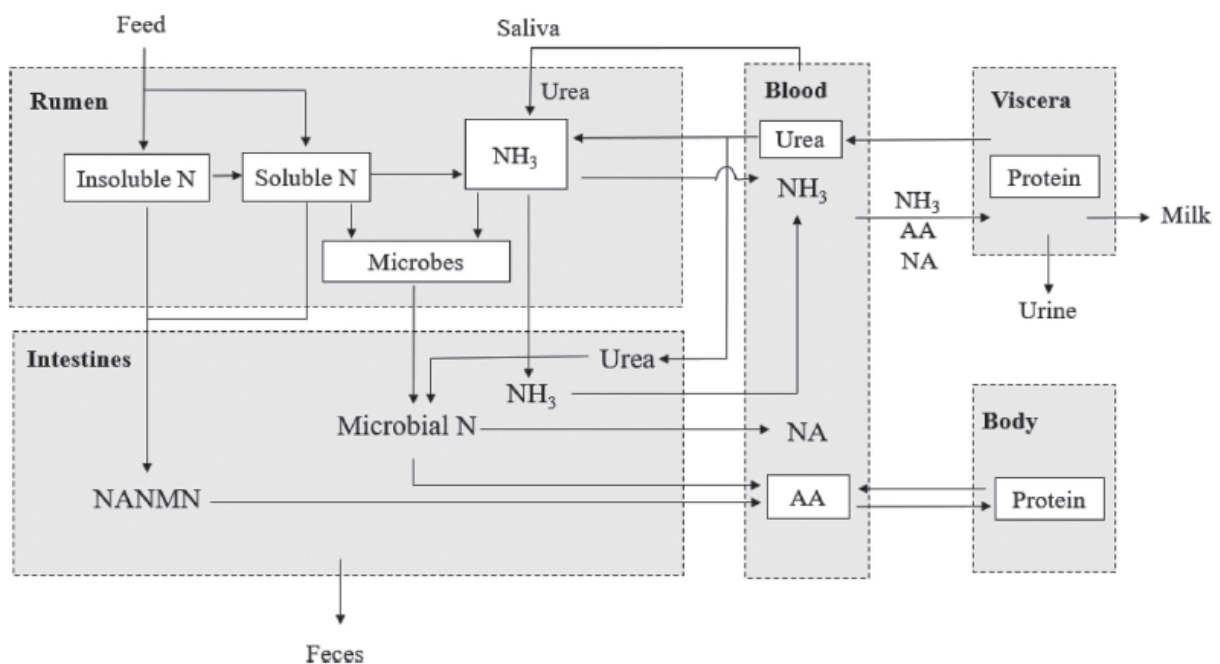 Feed
Saliva
Rumen
Urea
Blood
Viscera
Insoluble N
Soluble N
NH₃
Urea
NH₃
Protein
NH₃
AA
NA
Milk
Microbes
Urine
Intestines
Urea
NH₃
Microbial N
NA
Body
NANMN
AA
Protein
Feces